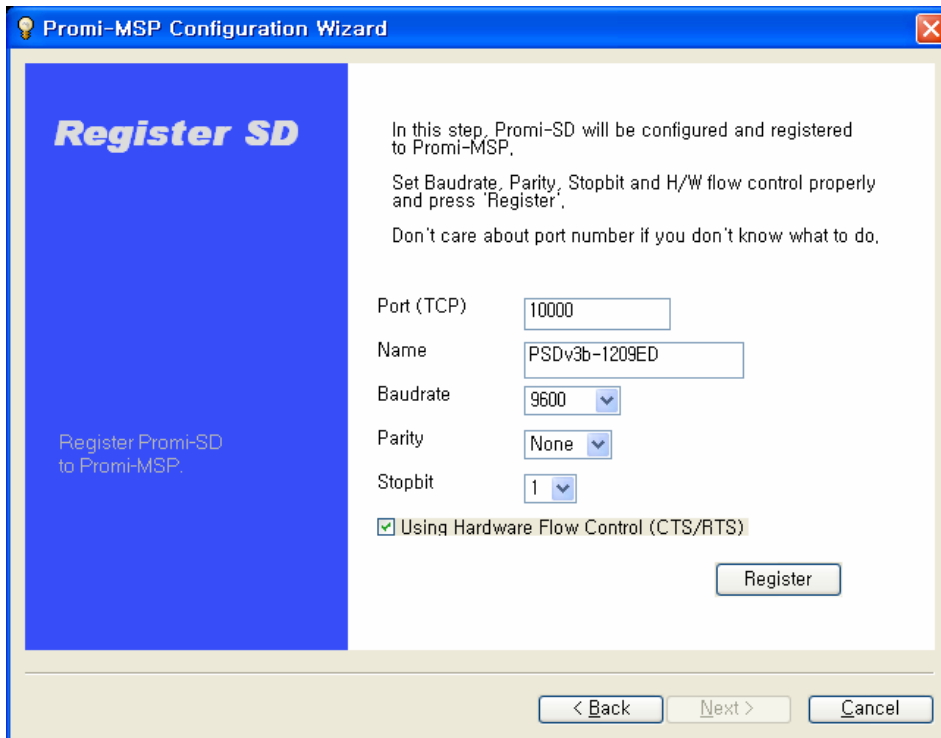 Promi-MSP Configuration Wizard
Register SD
In this step, Promi-SD will be configured and registered
to Promi-MSP.
Set Baudrate, Parity, Stopbit and H/W flow control properly
and press 'Register'.
Don't care about port number if you don't know what to do.
Port (TCP)
10000
Name
PSDv3b-1209ED
Baudrate
9600
Parity
None
Stopbit
1
Using Hardware Flow Control (CTS/RTS)
Register
Register Promi-SD
to Promi-MSP.
< Back
Next >
Cancel